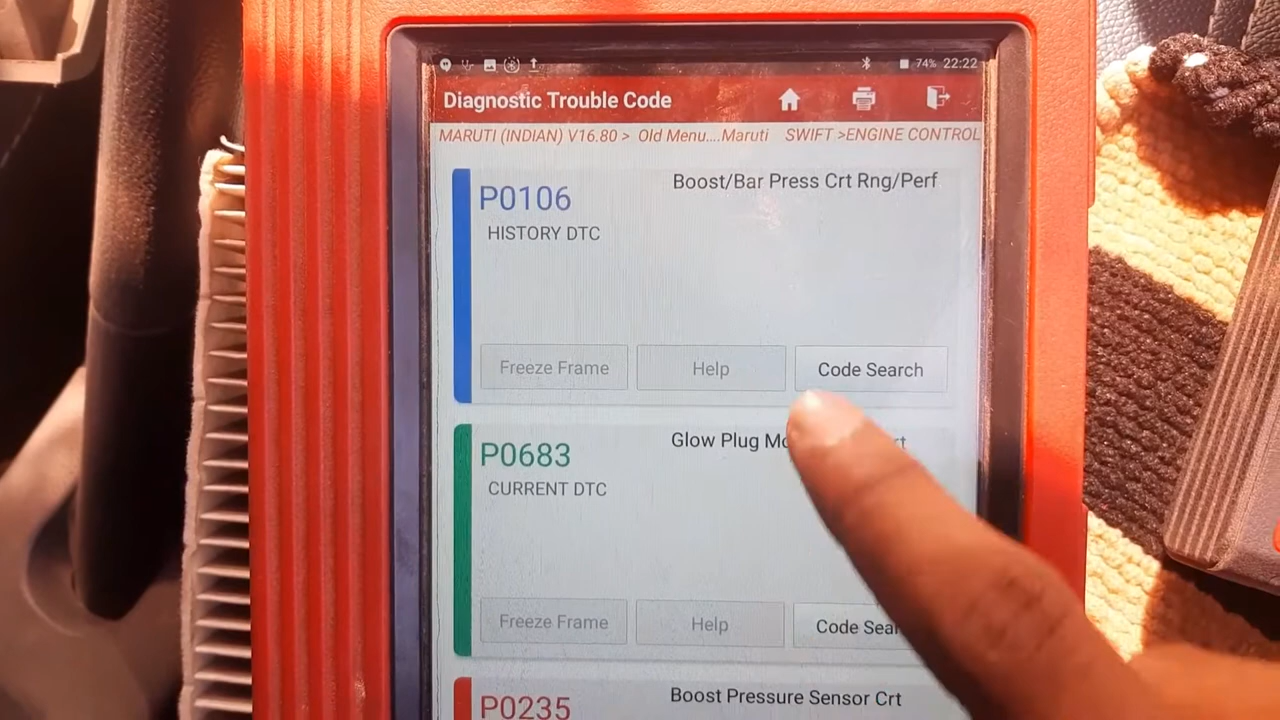 74% 22:22
Diagnostic Trouble Code
MARUTI (INDIAN) V16.80 > Old Menu....Maruti SWIFT >ENGINE CONTROL
P0106
Boost/Bar Press Crt Rng/Perf
HISTORY DTC
Freeze Frame
Help
Code Search
P0683
Glow Plug
CURRENT DTC
Freeze Frame
Help
Code
P0235
Boost Pressure Sensor Crt